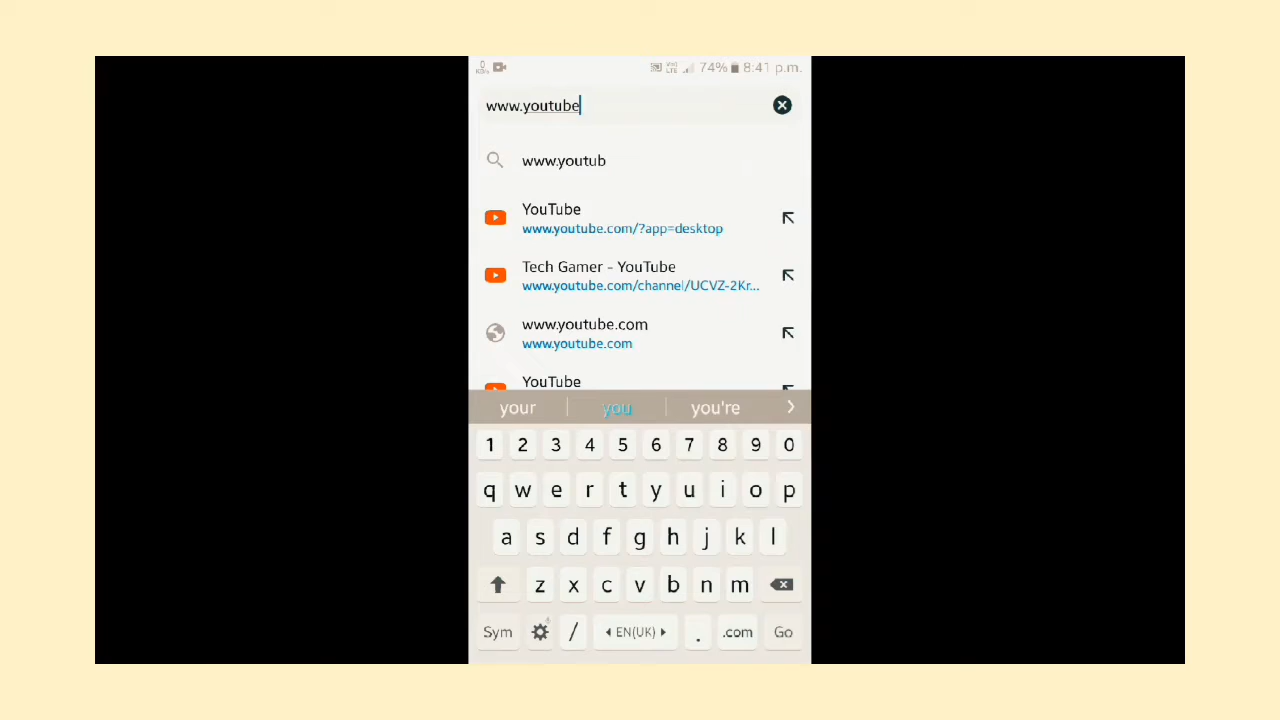 74% 8:41 p.m.
www.youtube
www.youtub
YouTube
www.youtube.com/?app=desktop
Tech Gamer - YouTube
www.youtube.com/channel/UCVZ-2Kr...
www.youtube.com
www.youtube.com
YouTube
your you you're
1 2 3 4 5 6 7 8 9 0
q w e r t y u i o p
a s d f g h j k l
z x c v b n m
Sym / EN(UK) . .com Go